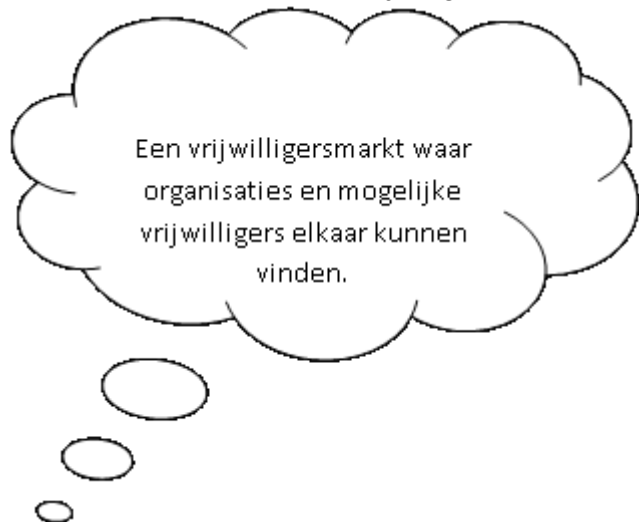 Een vrijwilligersmarkt waar
organisaties en mogelijke
vrijwilligers elkaar kunnen
vinden.